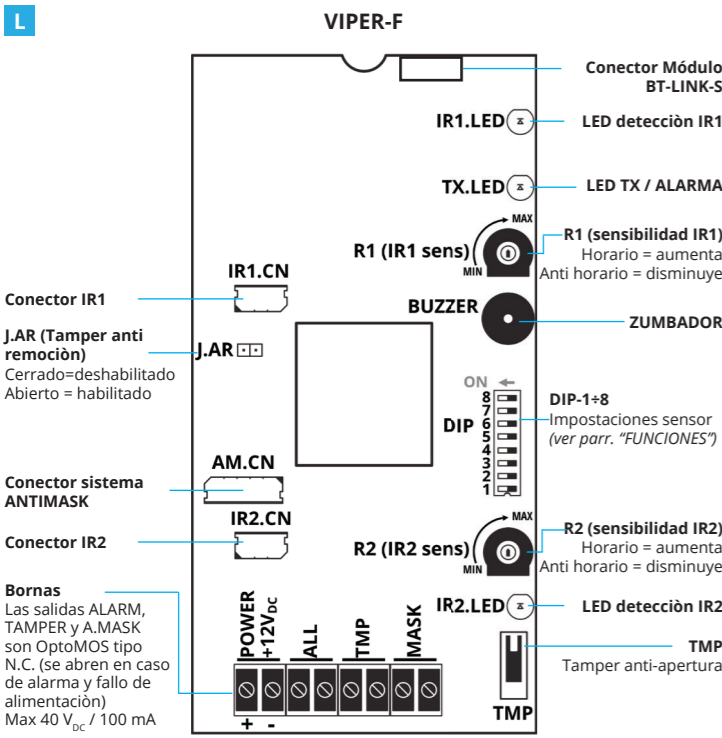 L
VIPER-F
Conector Módulo
BT-LINK-S
IR1.LED
LED detecciòn IR1
TX.LED
LED TX / ALARMA
MAX
R1 (IR1 sens)
MIN
R1 (sensibilidad IR1)
Horario = aumenta
Anti horario = disminuye
IR1.CN
Conector IR1
BUZZER
ZUMBADOR
J.AR (Tamper anti
remociòn)
Cerrado=deshabilitado
Abierto = habilitado
J.AR
ON
8
7
6
5
4
3
2
1
DIP
DIP-1÷8
Impostaciones sensor
(ver parr. “FUNCIONES”)
AM.CN
Conector sistema
ANTIMASK
IR2.CN
Conector IR2
MAX
R2 (IR2 sens)
MIN
R2 (sensibilidad IR2)
Horario = aumenta
Anti horario = disminuye
Bornas
Las salidas ALARM,
TAMPER y A.MASK
son OptoMOS tipo
N.C. (se abren en caso
de alarma y fallo de
alimentaciòn)
Max 40 VDC / 100 mA
POWER
+12VDC
ALL
TMP
MASK
+ -
IR2.LED
LED detecciòn IR2
TMP
Tamper anti-apertura
TMP